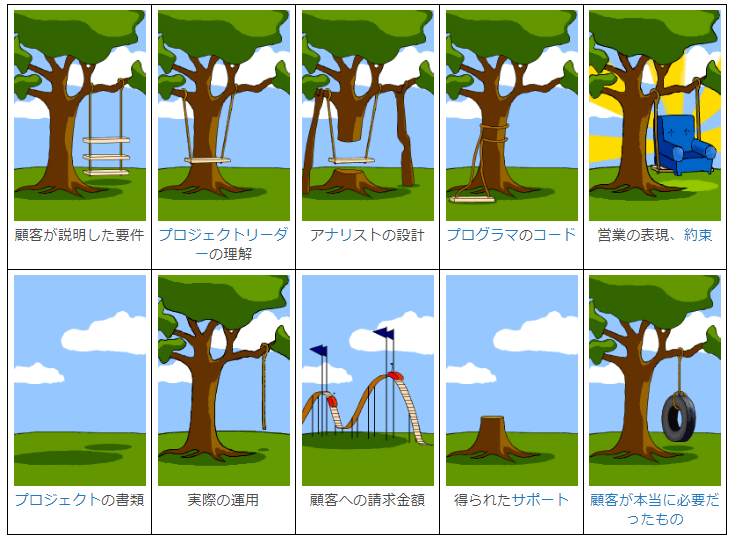 顧客が説明した要件
プロジェクトリーダ
ーの理解
アナリストの設計
プログラマのコード
営業の表現、約束
プロジェクトの書類
実際の運用
顧客への請求金額
得られたサポート
顧客が本当に必要だ
ったもの